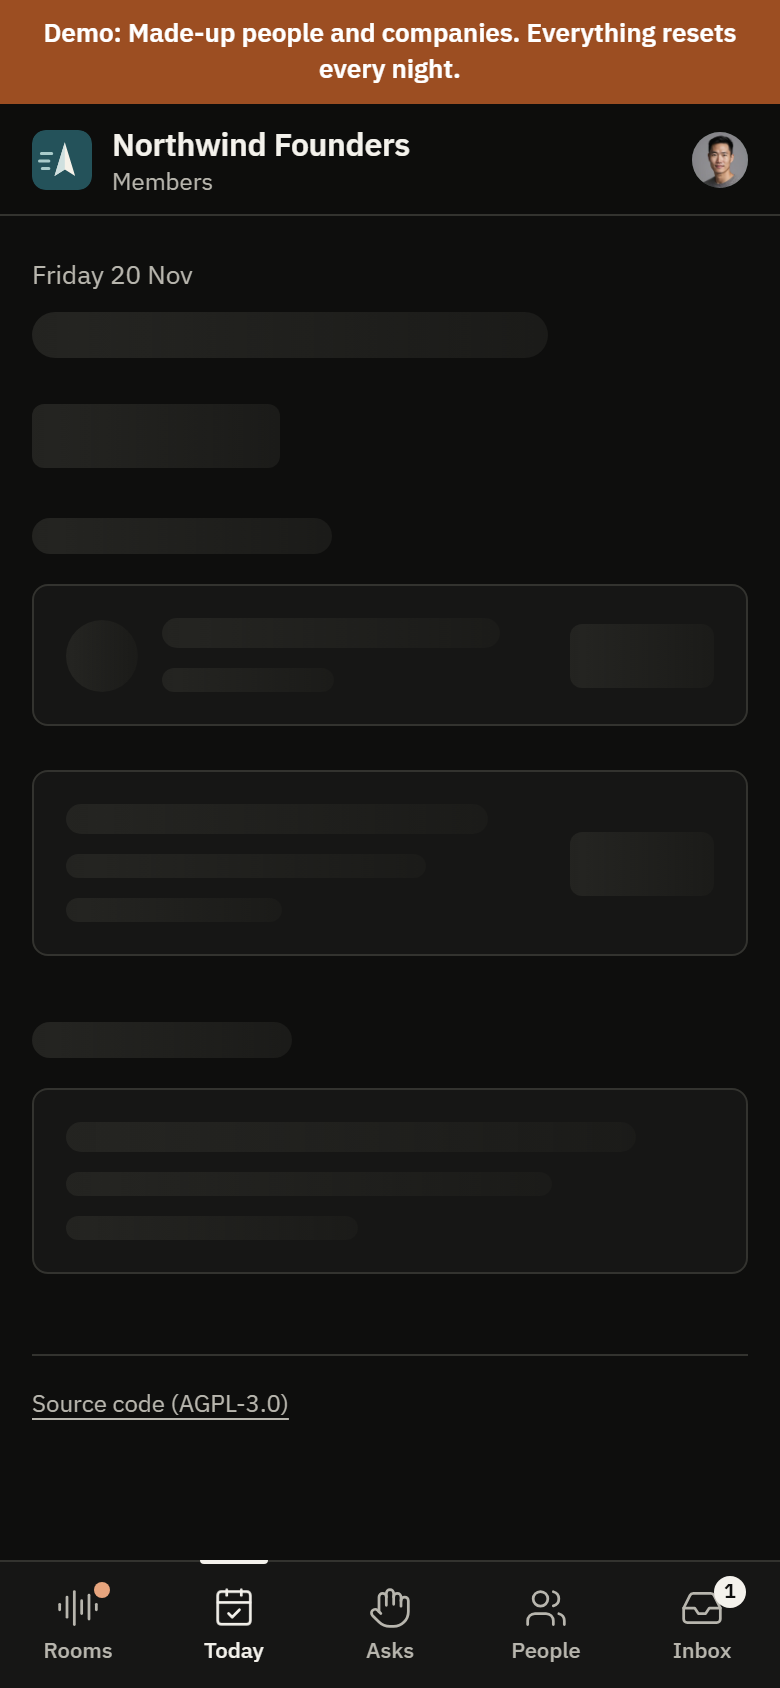 Demo: Made-up people and companies. Everything resets
every night.
Northwind Founders
Members
Friday 20 Nov
Source code (AGPL-3.0)
1
Rooms
Today
Asks
People
Inbox